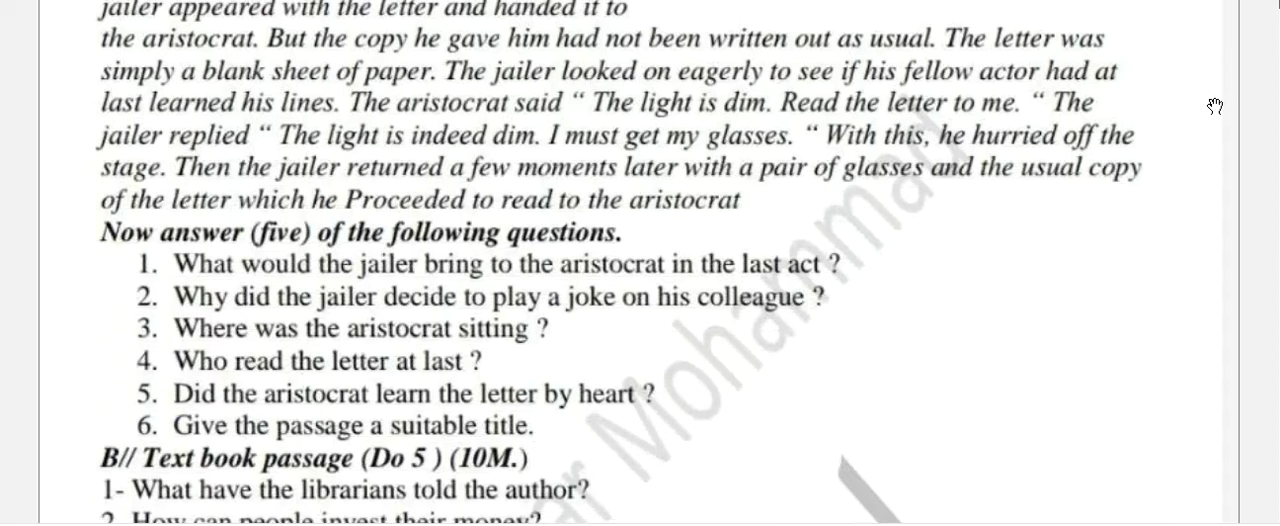 jailer appeared with the letter and handed it to
the aristocrat. But the copy he gave him had not been written out as usual. The letter was
simply a blank sheet of paper. The jailer looked on eagerly to see if his fellow actor had at
last learned his lines. The aristocrat said “ The light is dim. Read the letter to me. “ The
jailer replied “ The light is indeed dim. I must get my glasses. “ With this, he hurried off the
stage. Then the jailer returned a few moments later with a pair of glasses and the usual copy
of the letter which he Proceeded to read to the aristocrat
Now answer (five) of the following questions.
1. What would the jailer bring to the aristocrat in the last act ?
2. Why did the jailer decide to play a joke on his colleague ?
3. Where was the aristocrat sitting ?
4. Who read the letter at last ?
5. Did the aristocrat learn the letter by heart ?
6. Give the passage a suitable title.
B// Text book passage (Do 5 ) (10M.)
1- What have the librarians told the author?
2. How can people invest their money?
ar Mohammad